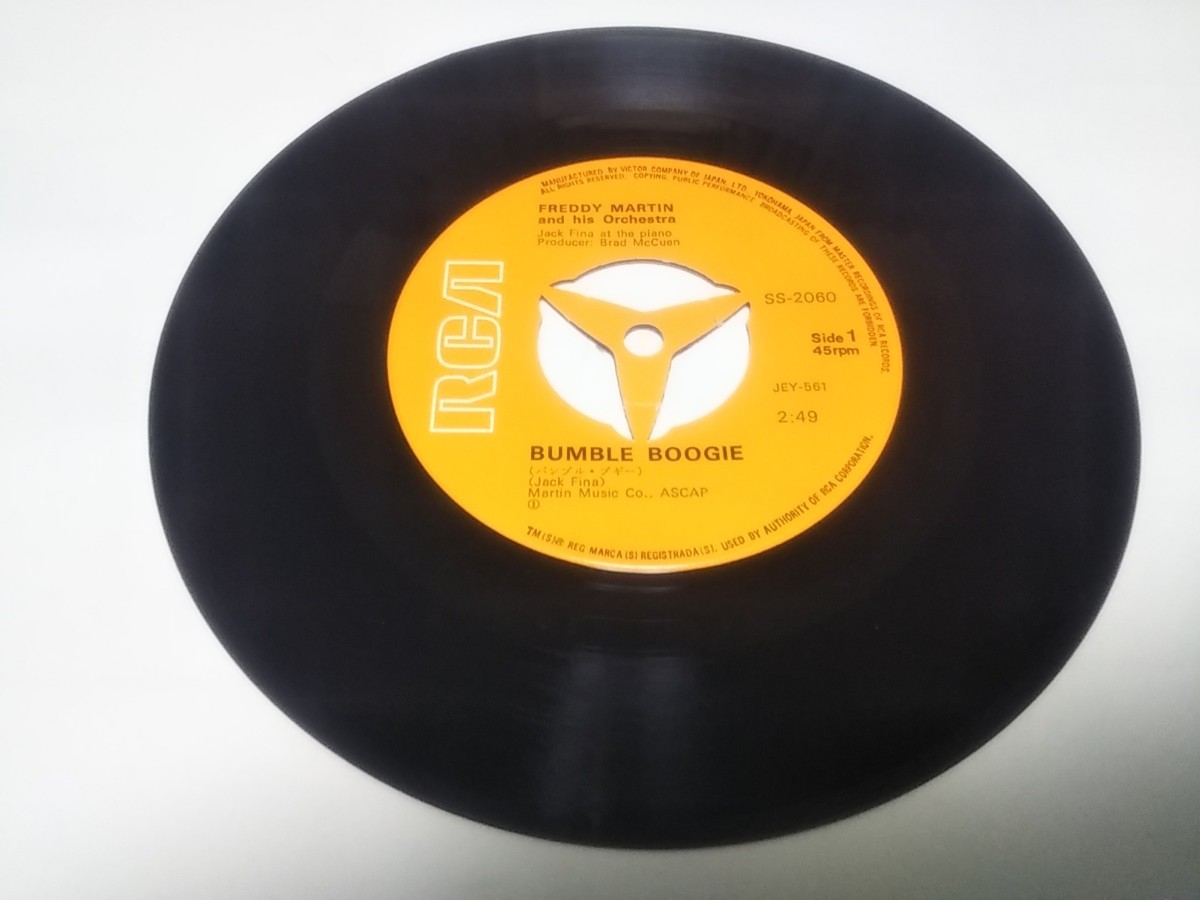 MANUFACTURED BY VICTOR COMPANY OF JAPAN, LTD., YOKOHAMA, JAPAN FROM MASTER RECORDINGS OF RCA RECORDS.
ALL RIGHTS RESERVED. COPYING, PUBLIC PERFORMANCE, BROADCASTING OF THESE RECORDS ARE FORBIDDEN.
FREDDY MARTIN
and his Orchestra
Jack Fina at the piano
Producer: Brad McCuen
RCA
SS-2060
Side 1
45rpm
JEY-561
2:49
BUMBLE BOOGIE
(バンブル・ブギー)
(Jack Fina)
Martin Music Co., ASCAP
TM(S)® REG. MARCA(S) REGISTRADA(S). USED BY AUTHORITY OF RCA CORPORATION.